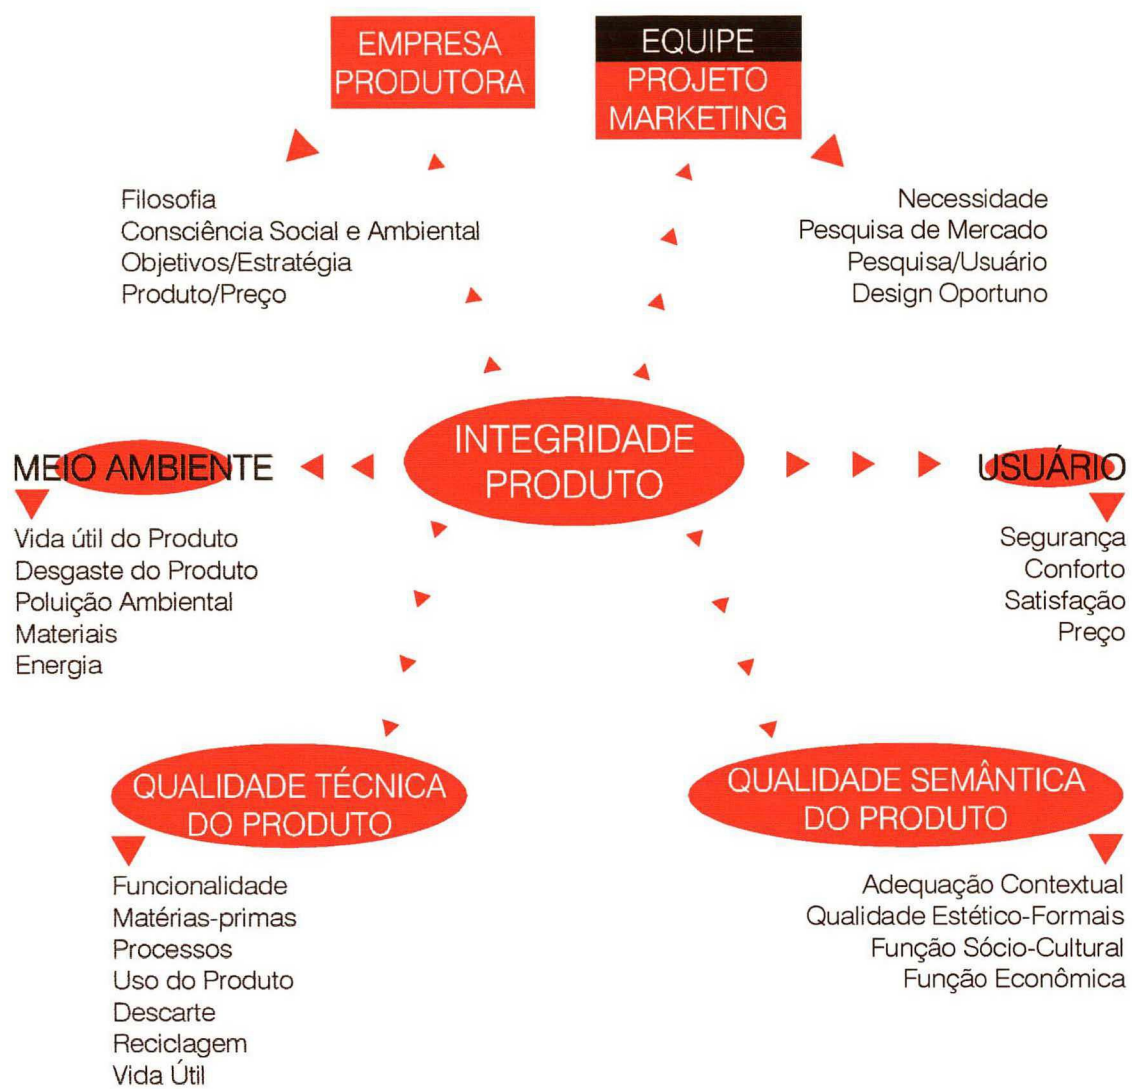 EMPRESA
PRODUTORA
EQUIPE
PROJETO
MARKETING
Filosofia
Consciência Social e Ambiental
Objetivos/Estratégia
Produto/Preço
Necessidade
Pesquisa de Mercado
Pesquisa/Usuário
Design Oportuno
INTEGRIDADE
PRODUTO
MEIO AMBIENTE
Vida útil do Produto
Desgaste do Produto
Poluição Ambiental
Materiais
Energia
USUÁRIO
Segurança
Conforto
Satisfação
Preço
QUALIDADE TÉCNICA
DO PRODUTO
Funcionalidade
Matérias-primas
Processos
Uso do Produto
Descarte
Reciclagem
Vida Útil
QUALIDADE SEMÂNTICA
DO PRODUTO
Adequação Contextual
Qualidade Estético-Formais
Função Sócio-Cultural
Função Econômica